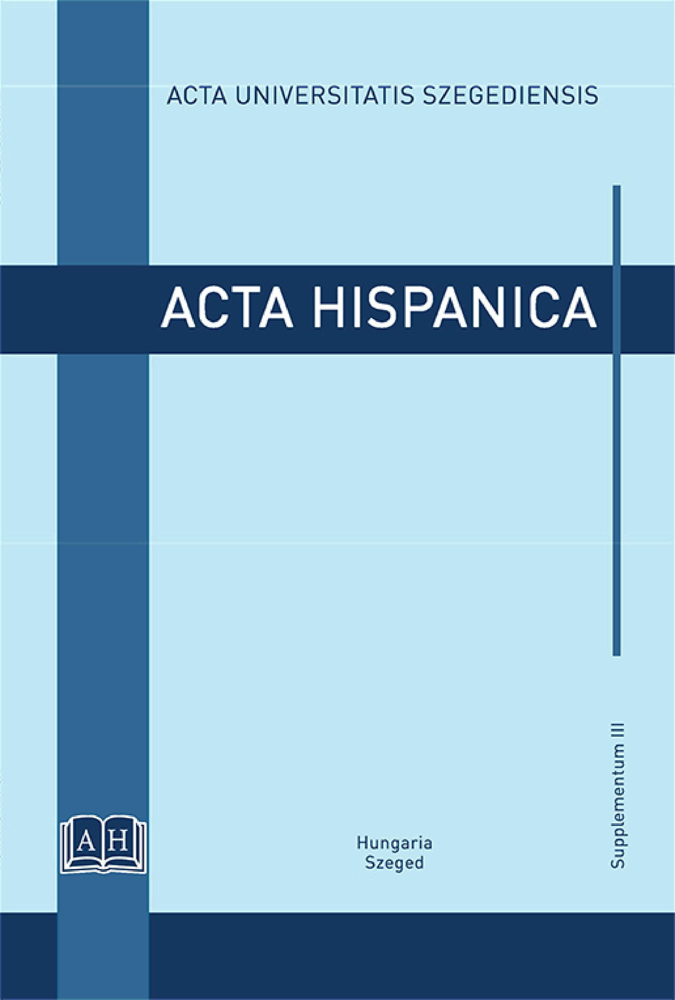 ACTA UNIVERSITATIS SZEGEDIENSIS
ACTA HISPANICA
A H
Hungaria
Szeged
Supplementum III